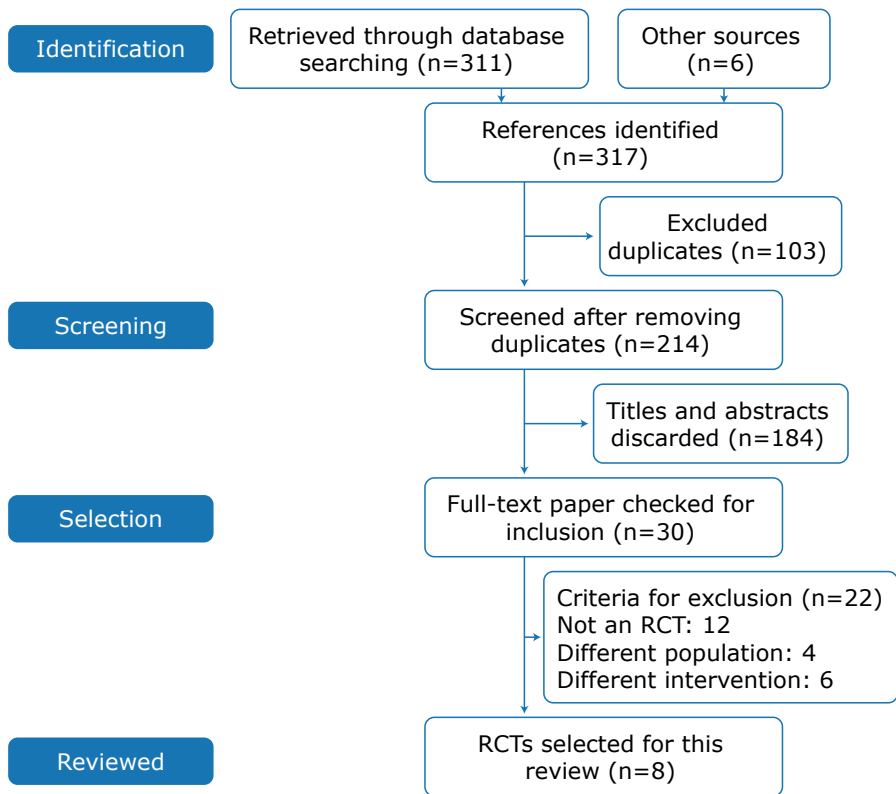 Identification
Retrieved through database
searching (n=311)
Other sources
(n=6)
References identified
(n=317)
Excluded
duplicates (n=103)
Screening
Screened after removing
duplicates (n=214)
Titles and abstracts
discarded (n=184)
Selection
Full-text paper checked for
inclusion (n=30)
Criteria for exclusion (n=22)
Not an RCT: 12
Different population: 4
Different intervention: 6
Reviewed
RCTs selected for this
review (n=8)